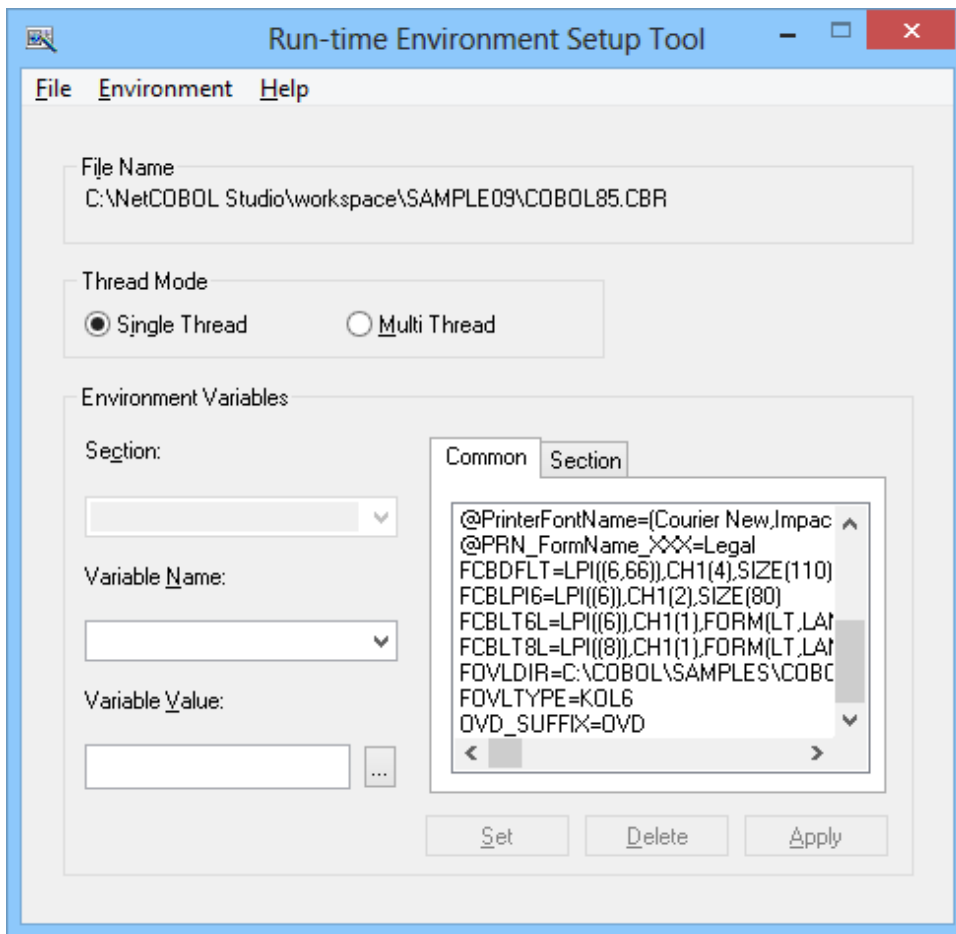 Run-time Environment Setup Tool
File Environment Help
File Name
C:\NetCOBOL Studio\workspace\SAMPLE09\COBOL85.CBR
Thread Mode
Single Thread Multi Thread
Environment Variables
Section:
Variable Name:
Variable Value:
...
Common Section
@PrinterFontName=(Courier New,Impac
@PRN_FormName_XXX=Legal
FCBDFLT=LPI((6,66)),CH1(4),SIZE(110)
FCBLPI6=LPI((6)),CH1(2),SIZE(80)
FCBLT6L=LPI((6)),CH1(1),FORM(LT,LAN
FCBLT8L=LPI((8)),CH1(1),FORM(LT,LAN
FOVLDIR=C:\COBOL\SAMPLES\COBO
FOVLTYPE=KOL6
OVD_SUFFIX=OVD
Set Delete Apply